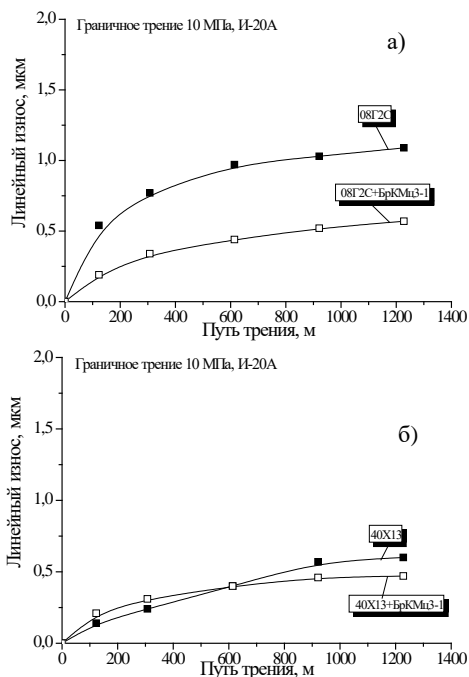 Граничное трение 10 МПа, И-20А
а)
2,0
1,5
1,0
0,5
0,0
Линейный износ, мкм
08Г2С
08Г2С+БрКМц3-1
0 200 400 600 800 1000 1200 1400
Путь трения, м
Граничное трение 10 МПа, И-20А
б)
2,0
1,5
1,0
0,5
0,0
Линейный износ, мкм
40Х13
40Х13+БрКМц3-1
0 200 400 600 800 1000 1200 1400
Путь трения, м